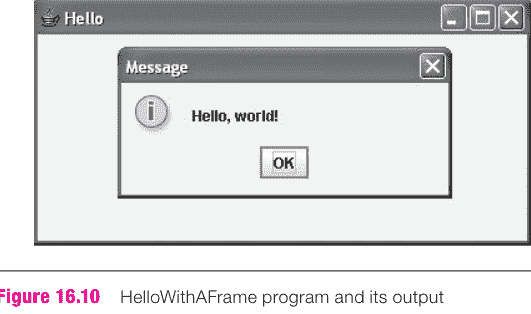 Hello
Message
i
Hello, world!
OK
Figure 16.10 HelloWithAFrame program and its output